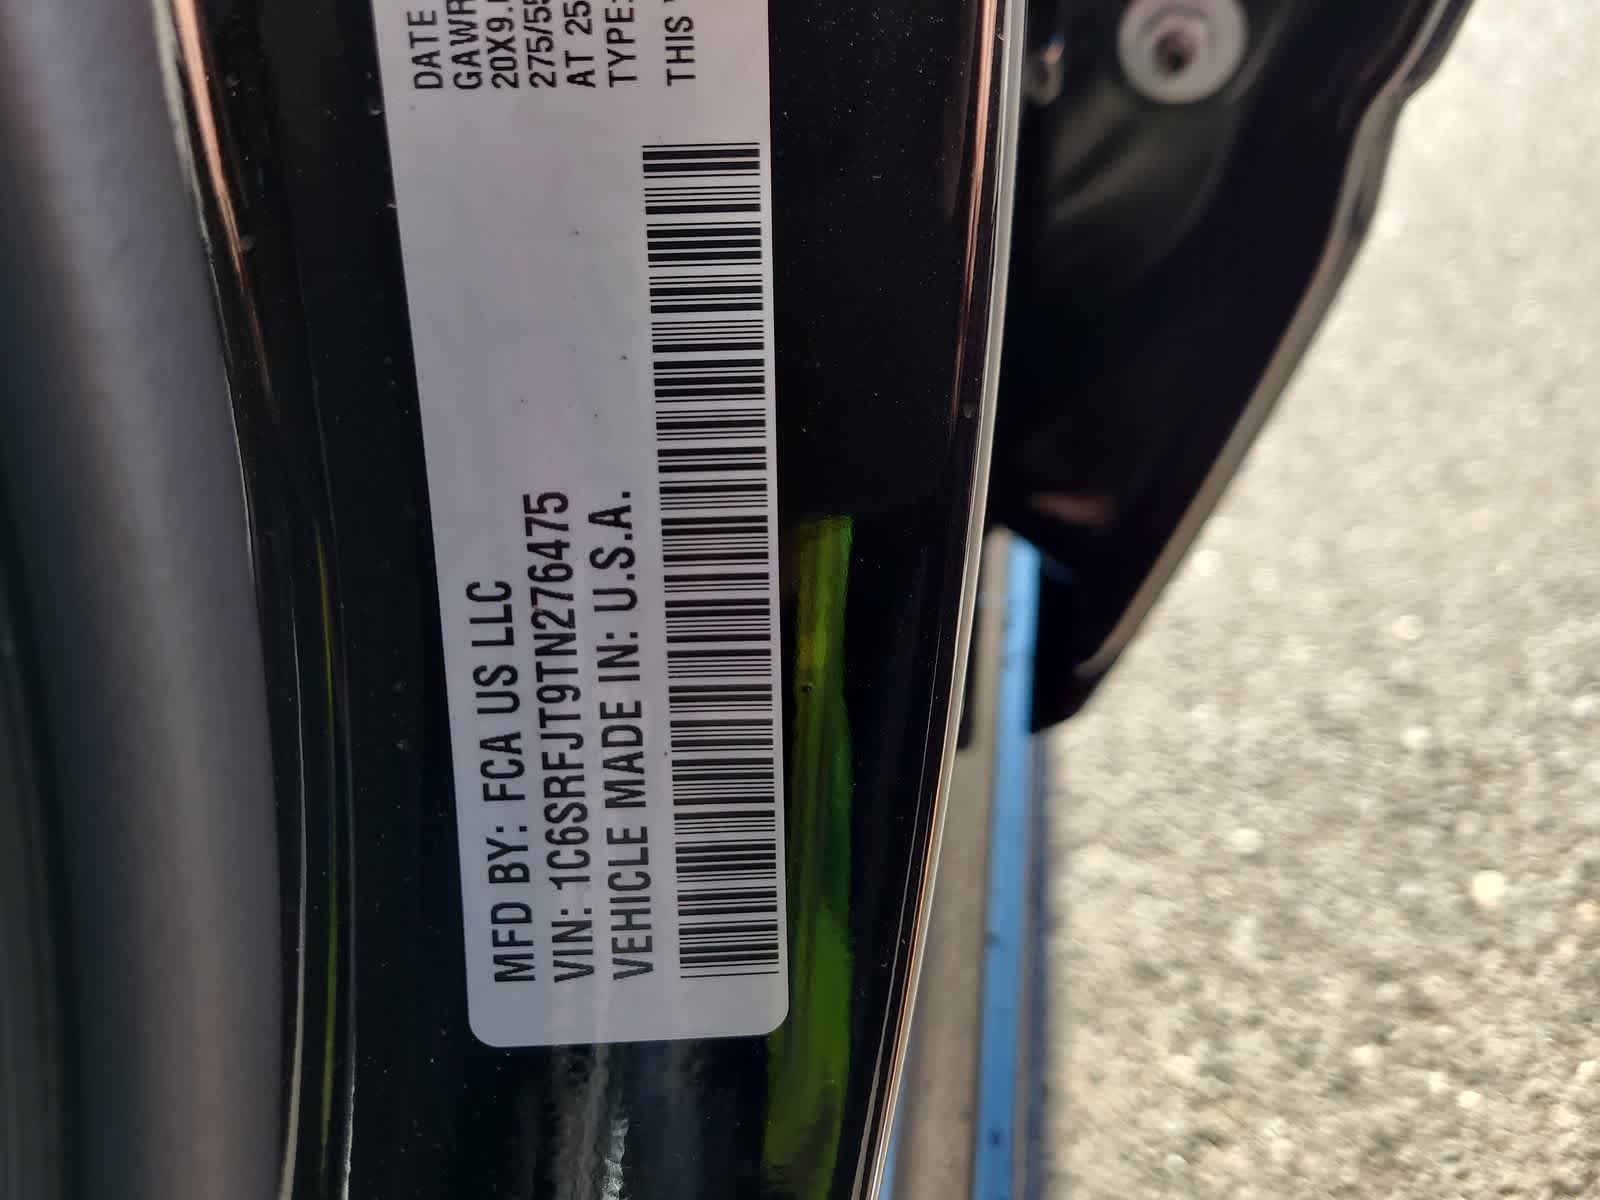 MFD BY: FCA US LLC
VIN: 1C6SRFJT9TN276475
VEHICLE MADE IN: U.S.A.
DATE
GAWR
20X9.
275/55
AT 25
TYPE:
THIS